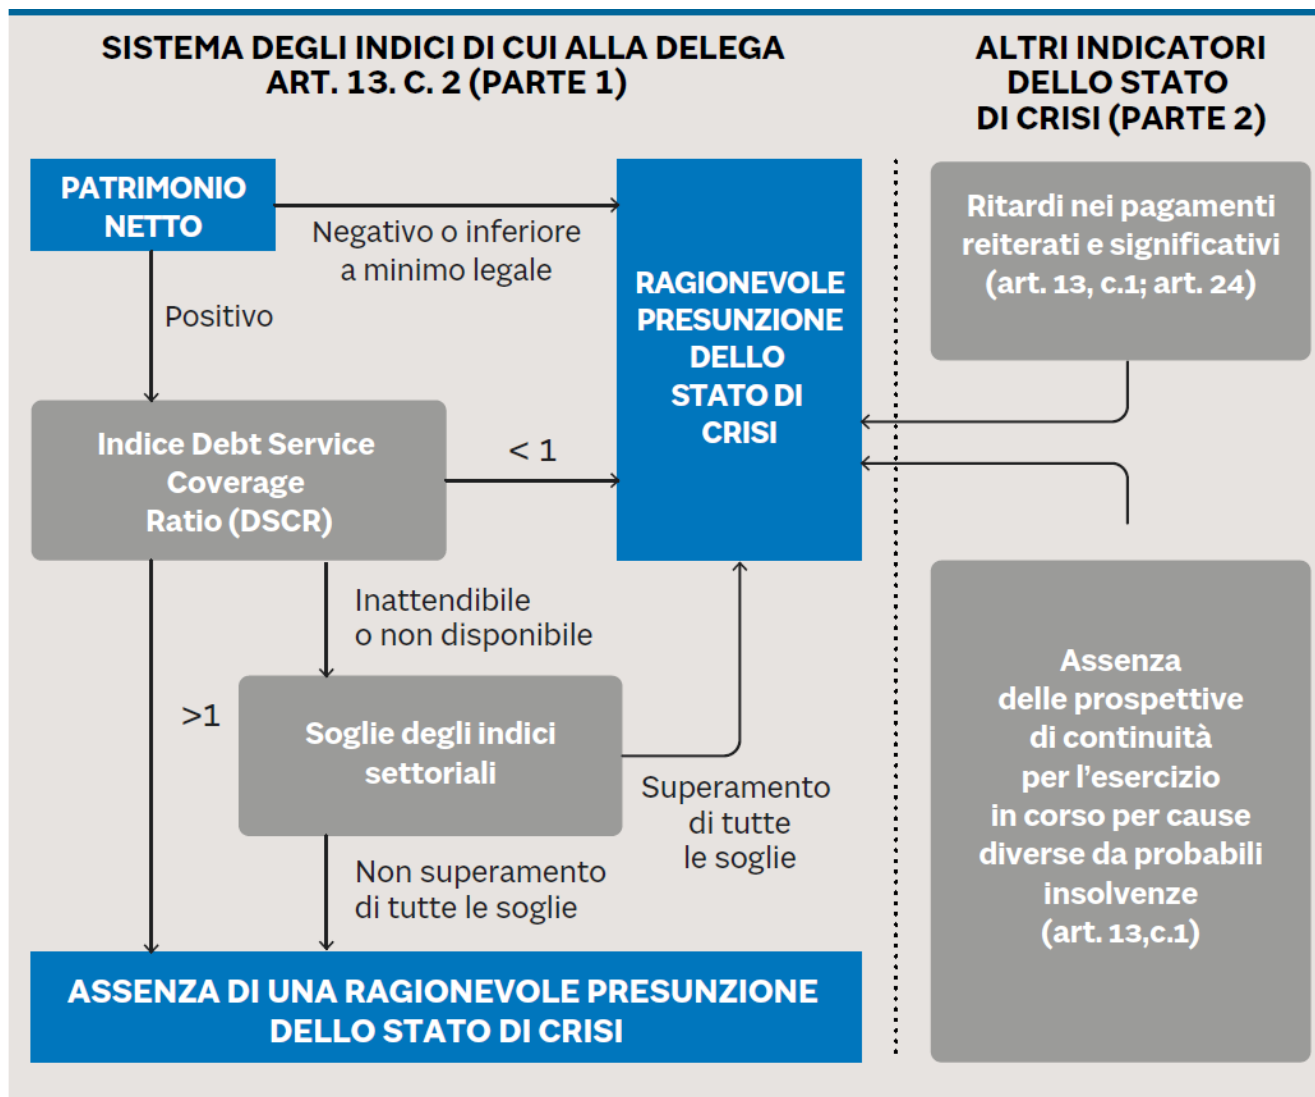 SISTEMA DEGLI INDICI DI CUI ALLA DELEGA
ART. 13. C. 2 (PARTE 1)
ALTRI INDICATORI
DELLO STATO
DI CRISI (PARTE 2)
PATRIMONIO
NETTO
Negativo o inferiore
a minimo legale
Positivo
RAGIONEVOLE
PRESUNZIONE
DELLO
STATO DI
CRISI
Ritardi nei pagamenti
reiterati e significativi
(art. 13, c.1; art. 24)
Indice Debt Service
Coverage
Ratio (DSCR)
< 1
Inattendibile
o non disponibile
>1
Soglie degli indici
settoriali
Superamento
di tutte
le soglie
Non superamento
di tutte le soglie
Assenza
delle prospettive
di continuità
per l'esercizio
in corso per cause
diverse da probabili
insolvenze
(art. 13,c.1)
ASSENZA DI UNA RAGIONEVOLE PRESUNZIONE
DELLO STATO DI CRISI